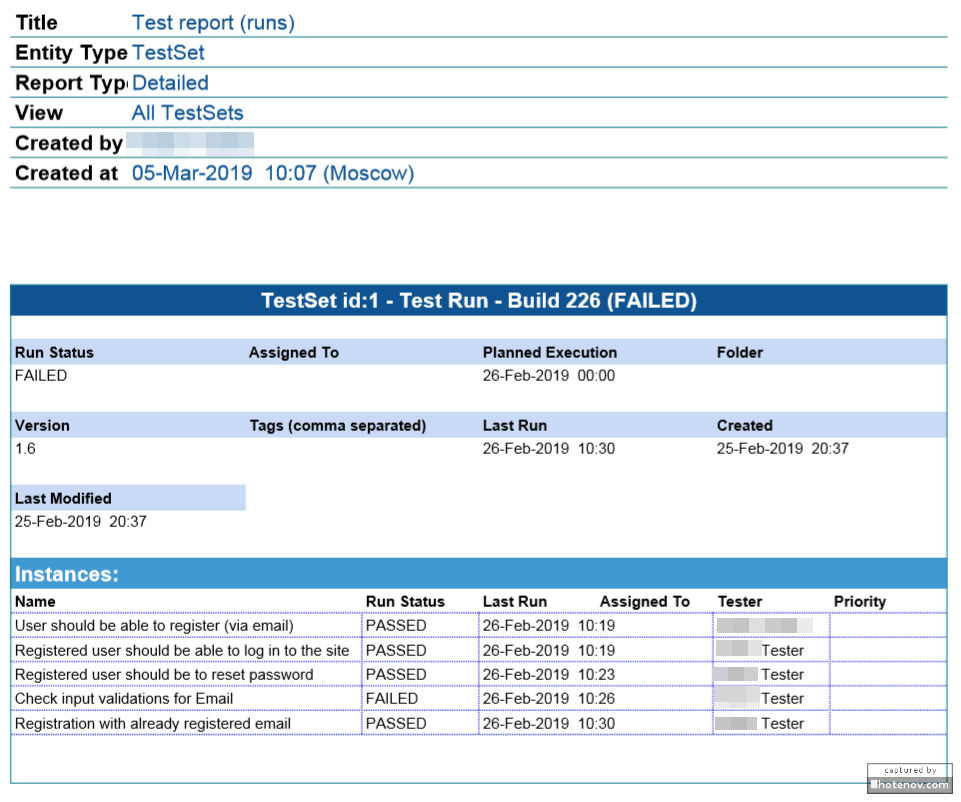 Title Test report (runs)
Entity Type TestSet
Report Typ Detailed
View All TestSets
Created by
Created at 05-Mar-2019 10:07 (Moscow)
TestSet id:1 - Test Run - Build 226 (FAILED)
Run Status Assigned To Planned Execution Folder
FAILED 26-Feb-2019 00:00
Version Tags (comma separated) Last Run Created
1.6 26-Feb-2019 10:30 25-Feb-2019 20:37
Last Modified
25-Feb-2019 20:37
Instances:
Name Run Status Last Run Assigned To Tester Priority
User should be able to register (via email) PASSED 26-Feb-2019 10:19
Registered user should be able to log in to the site PASSED 26-Feb-2019 10:19 Tester
Registered user should be to reset password PASSED 26-Feb-2019 10:23 Tester
Check input validations for Email FAILED 26-Feb-2019 10:26 Tester
Registration with already registered email PASSED 26-Feb-2019 10:30 Tester
captured by
hotenov.com